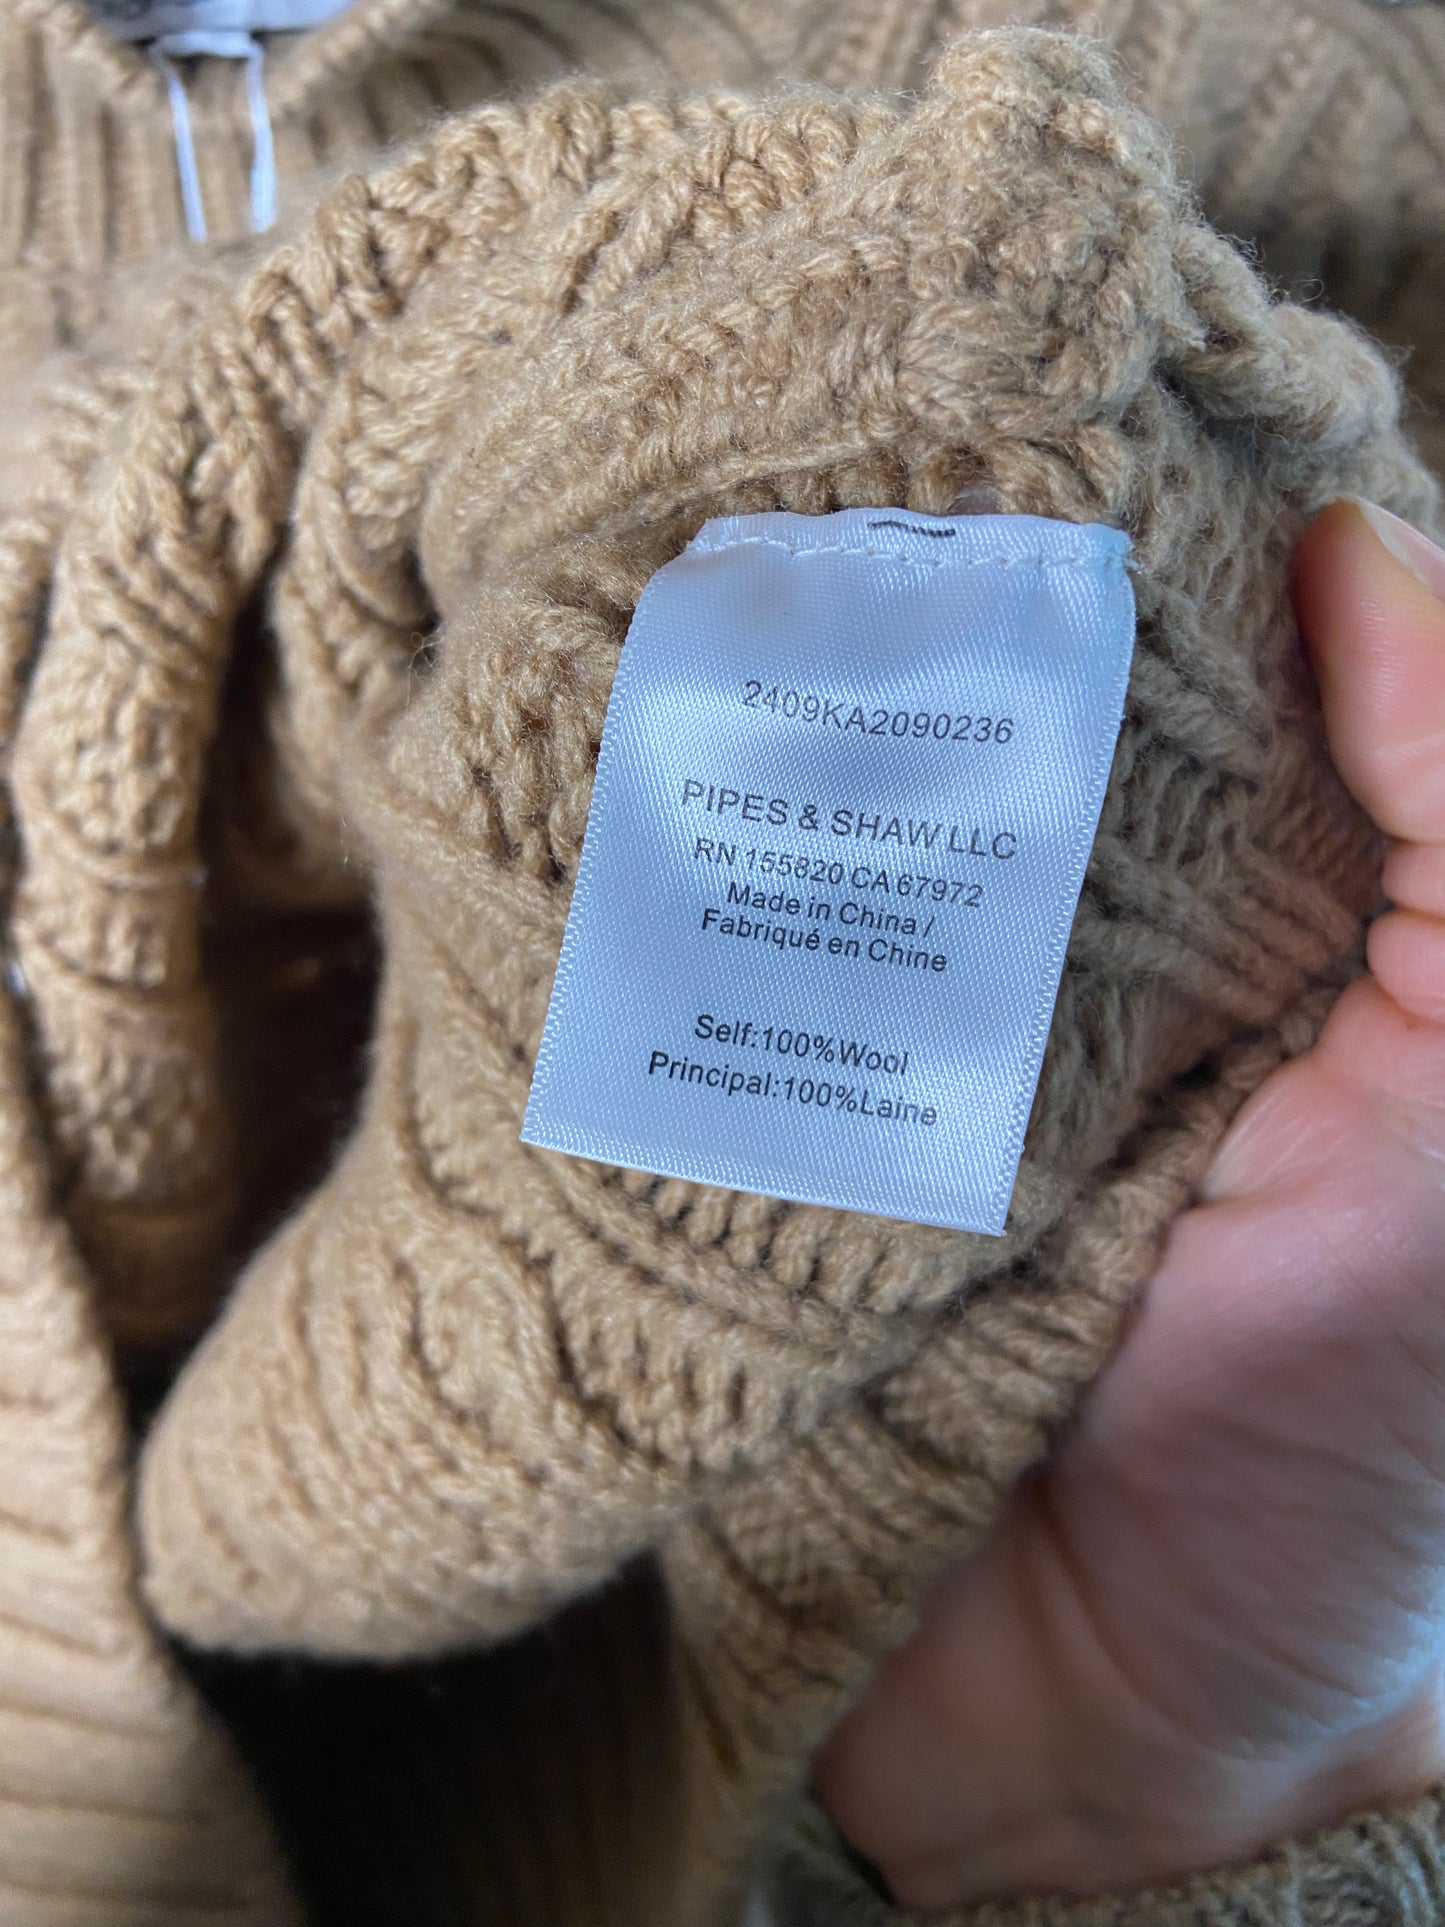 2409KA2090236
PIPES & SHAW LLC
RN 155820 CA 67972
Made in China /
Fabriqué en Chine
Self:100%Wool
Principal:100%Laine